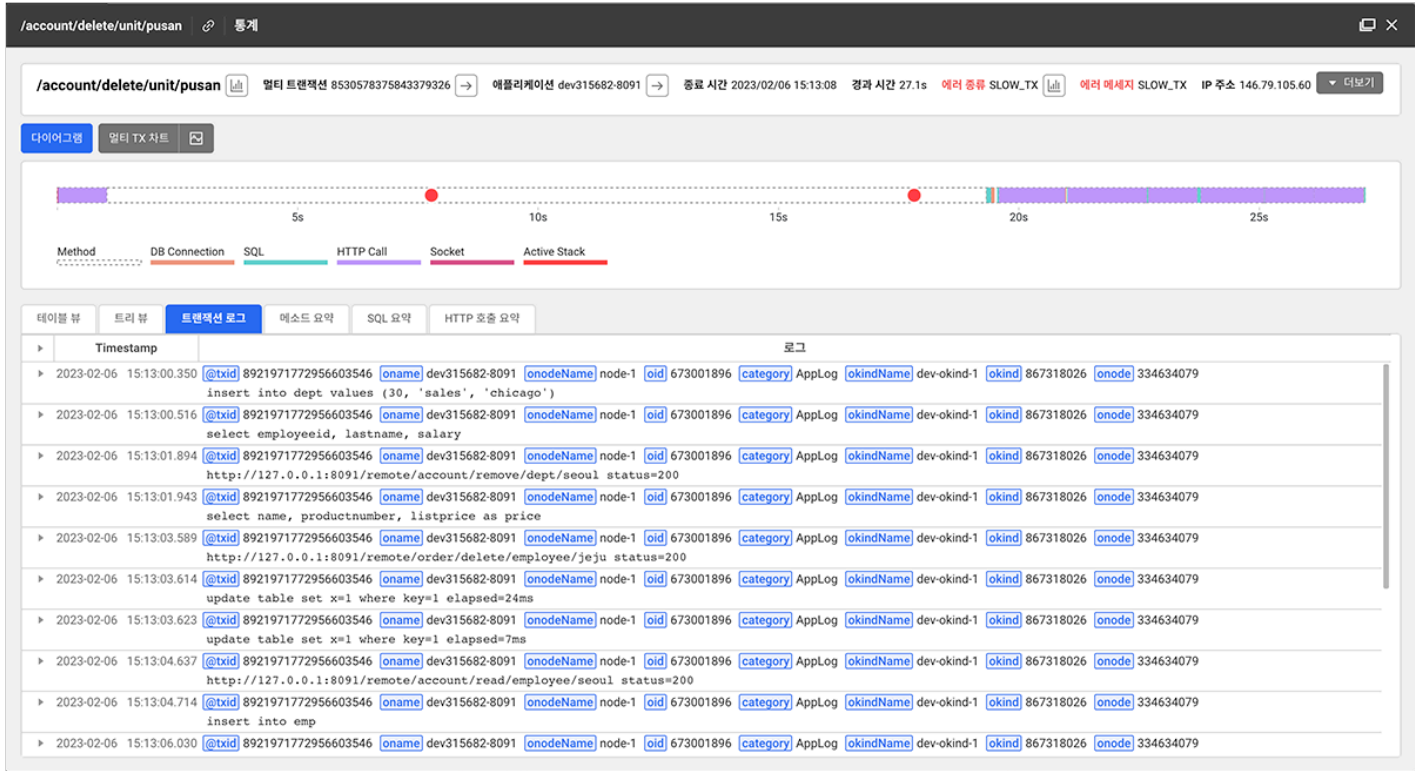 /account/delete/unit/pusan 통계
/account/delete/unit/pusan 멀티 트랜잭션 8530578375843379326 애플리케이션 dev315682-8091 종료 시간 2023/02/06 15:13:08 경과 시간 27.1s 에러 종류 SLOW_TX 에러 메세지 SLOW_TX IP 주소 146.79.105.60 더보기
다이어그램 멀티 TX 차트
5s 10s 15s 20s 25s
Method DB Connection SQL HTTP Call Socket Active Stack
테이블 뷰 트리 뷰 트랜잭션 로그 메소드 요약 SQL 요약 HTTP 호출 요약
Timestamp 로그
2023-02-06 15:13:00.350 @txid 8921971772956603546 oname dev315682-8091 onodeName node-1 oid 673001896 category AppLog okindName dev-okind-1 okind 867318026 onode 334634079
insert into dept values (30, 'sales', 'chicago')
2023-02-06 15:13:00.516 @txid 8921971772956603546 oname dev315682-8091 onodeName node-1 oid 673001896 category AppLog okindName dev-okind-1 okind 867318026 onode 334634079
select employeeid, lastname, salary
2023-02-06 15:13:01.894 @txid 8921971772956603546 oname dev315682-8091 onodeName node-1 oid 673001896 category AppLog okindName dev-okind-1 okind 867318026 onode 334634079
http://127.0.0.1:8091/remote/account/remove/dept/seoul status=200
2023-02-06 15:13:01.943 @txid 8921971772956603546 oname dev315682-8091 onodeName node-1 oid 673001896 category AppLog okindName dev-okind-1 okind 867318026 onode 334634079
select name, productnumber, listprice as price
2023-02-06 15:13:03.589 @txid 8921971772956603546 oname dev315682-8091 onodeName node-1 oid 673001896 category AppLog okindName dev-okind-1 okind 867318026 onode 334634079
http://127.0.0.1:8091/remote/order/delete/employee/jeju status=200
2023-02-06 15:13:03.614 @txid 8921971772956603546 oname dev315682-8091 onodeName node-1 oid 673001896 category AppLog okindName dev-okind-1 okind 867318026 onode 334634079
update table set x=1 where key=1 elapsed=24ms
2023-02-06 15:13:03.623 @txid 8921971772956603546 oname dev315682-8091 onodeName node-1 oid 673001896 category AppLog okindName dev-okind-1 okind 867318026 onode 334634079
update table set x=1 where key=1 elapsed=7ms
2023-02-06 15:13:04.637 @txid 8921971772956603546 oname dev315682-8091 onodeName node-1 oid 673001896 category AppLog okindName dev-okind-1 okind 867318026 onode 334634079
http://127.0.0.1:8091/remote/account/read/employee/seoul status=200
2023-02-06 15:13:04.714 @txid 8921971772956603546 oname dev315682-8091 onodeName node-1 oid 673001896 category AppLog okindName dev-okind-1 okind 867318026 onode 334634079
insert into emp
2023-02-06 15:13:06.030 @txid 8921971772956603546 oname dev315682-8091 onodeName node-1 oid 673001896 category AppLog okindName dev-okind-1 okind 867318026 onode 334634079